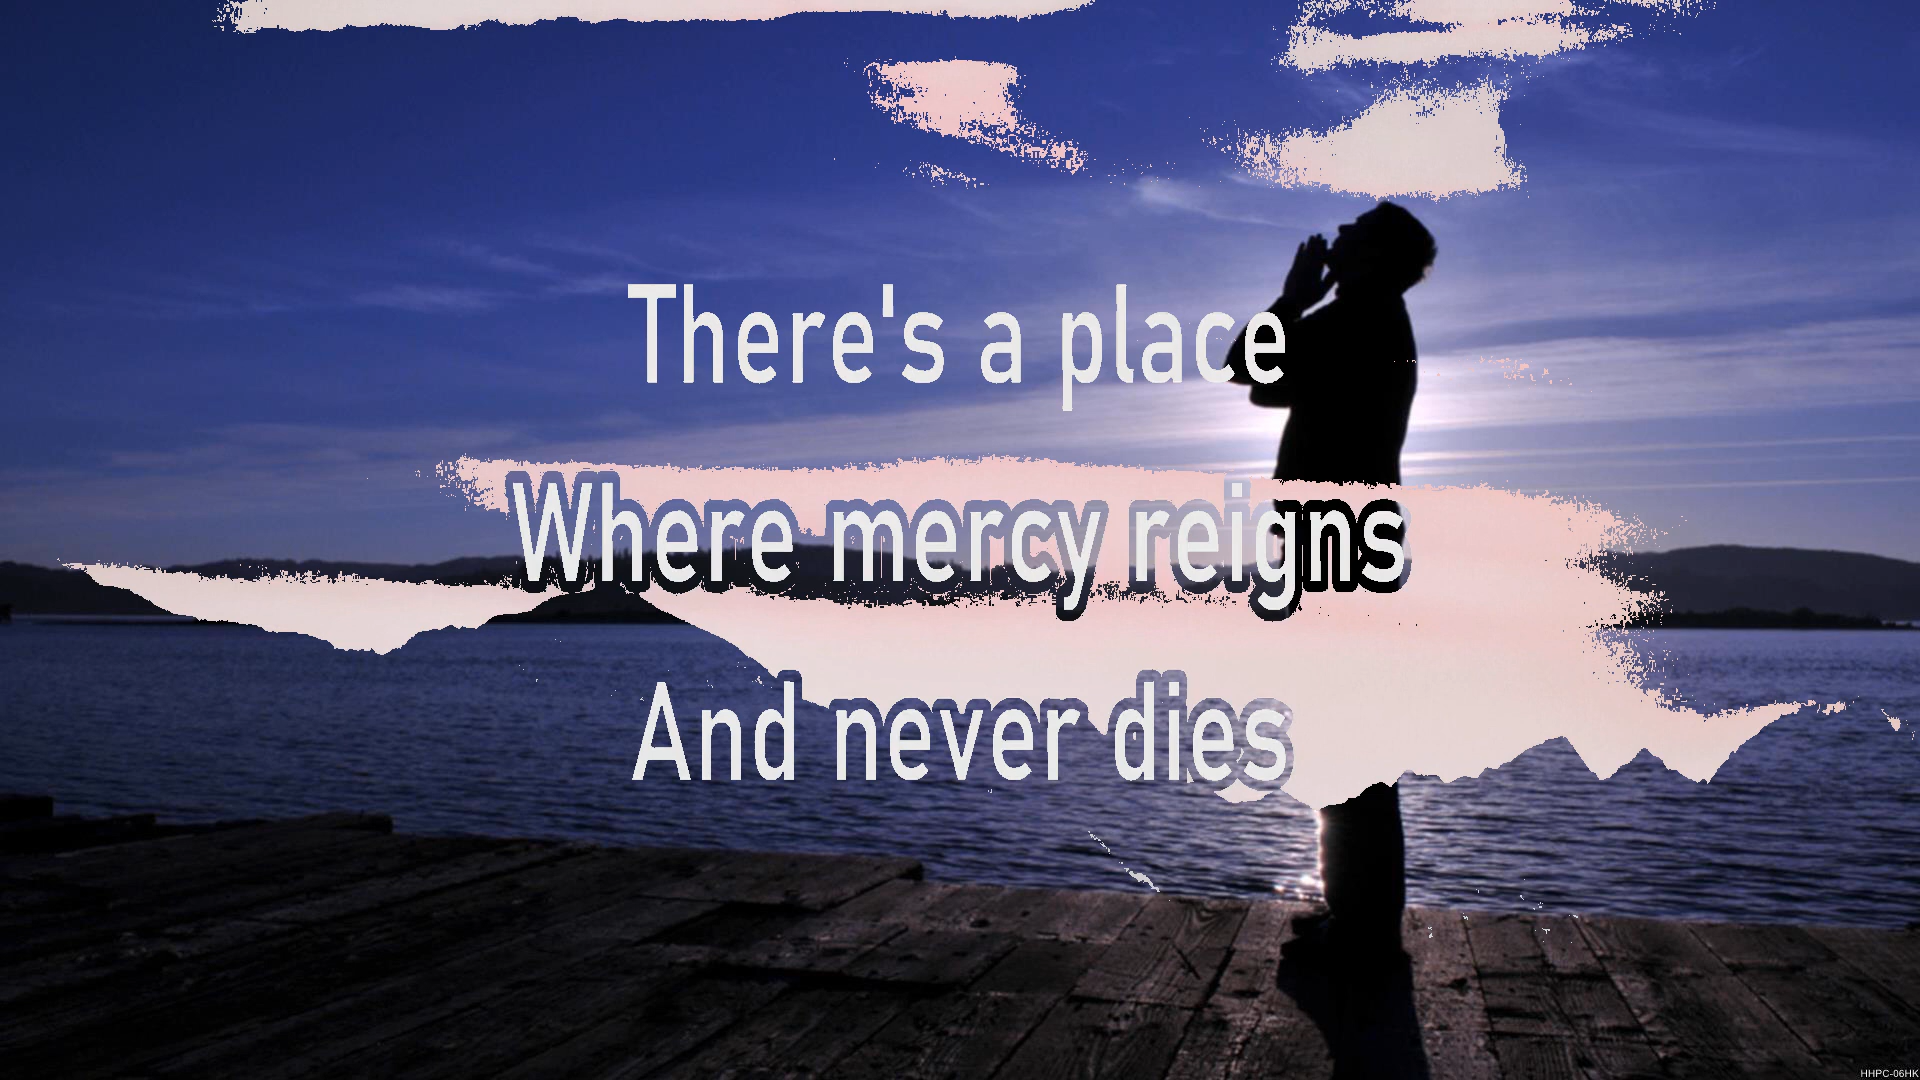 There's a place
Where mercy reigns
And never dies
HHPC-06HK